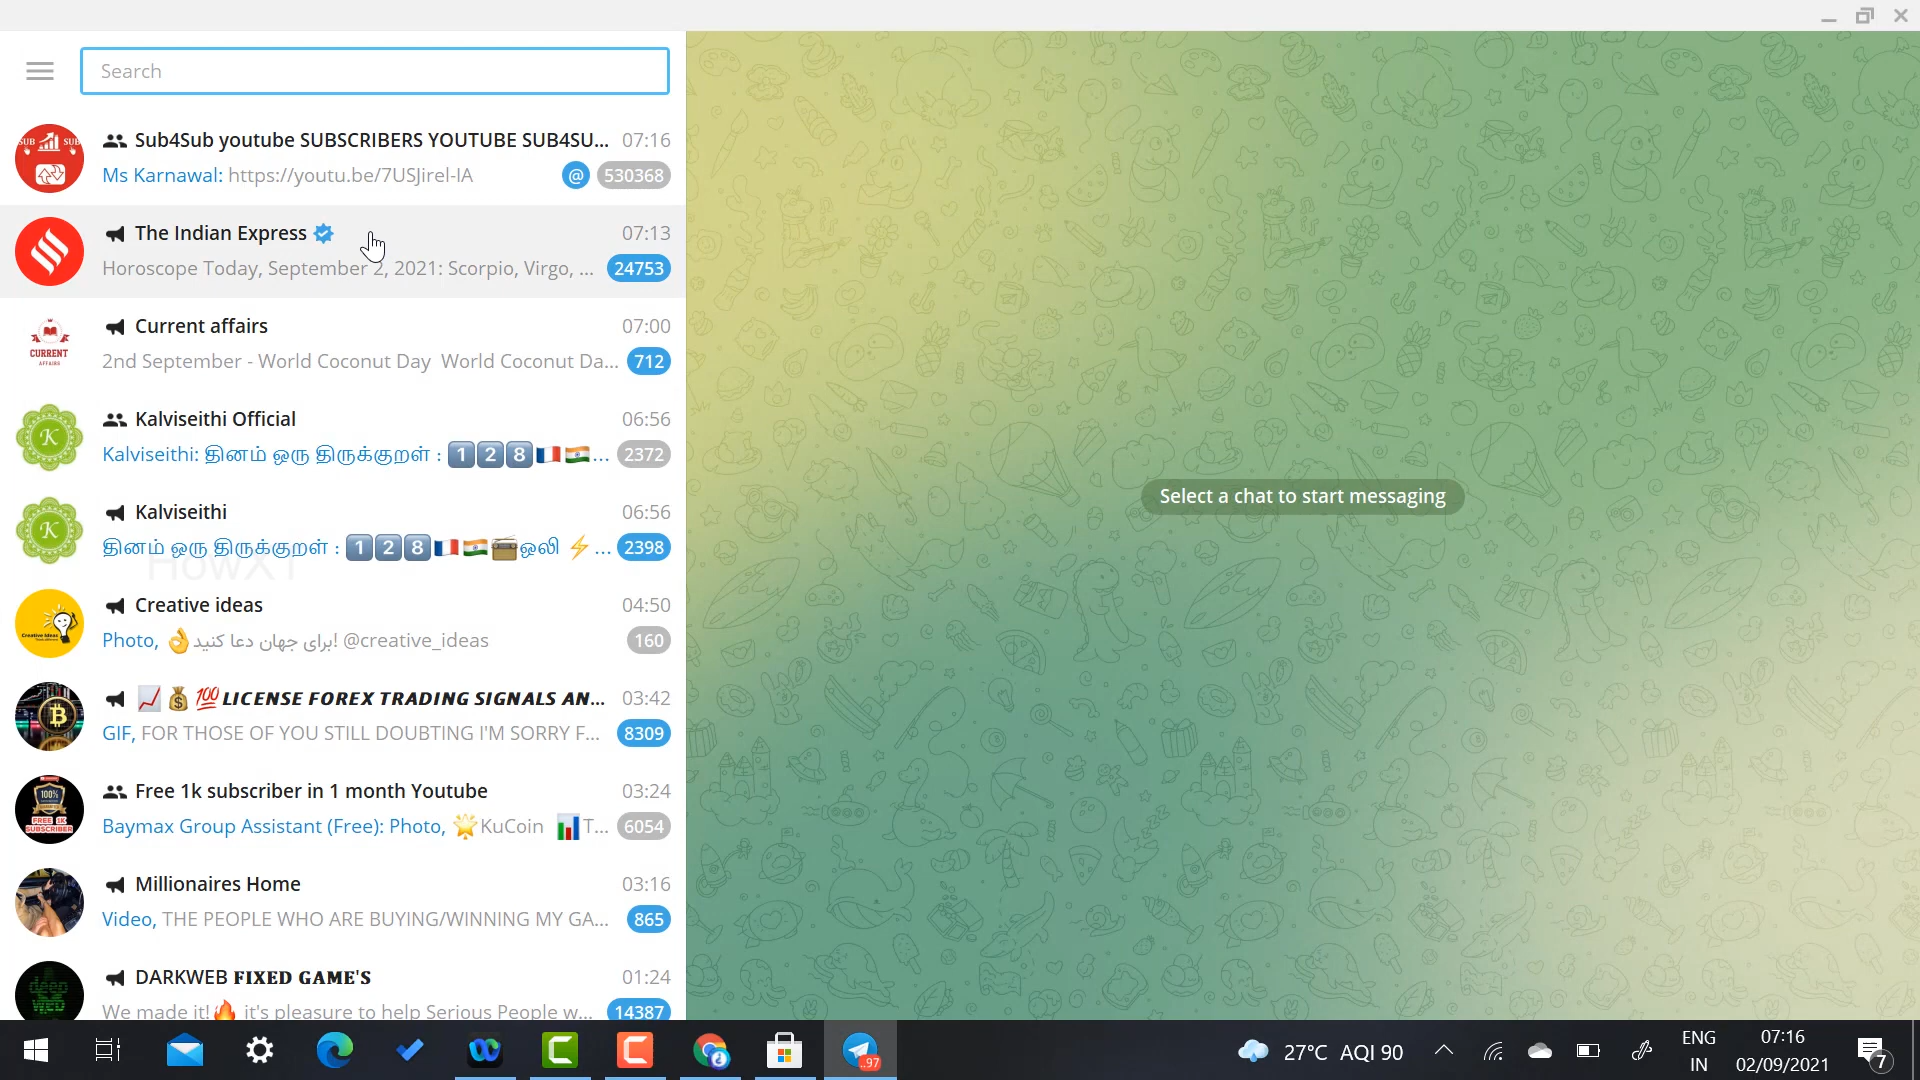 Search
Sub4Sub youtube SUBSCRIBERS YOUTUBE SUB4SU... 07:16
Ms Karnawal: https://youtu.be/7USJirel-IA @ 530368
The Indian Express 07:13
Horoscope Today, September 2, 2021: Scorpio, Virgo, ... 24753
Current affairs 07:00
2nd September - World Coconut Day World Coconut Da... 712
CURRENT
AFFAIRS
Kalviseithi Official 06:56
Kalviseithi: தினம் ஒரு திருக்குறள் : 1️⃣2️⃣8️⃣🇫🇷🇮🇳... 2372
Kalviseithi 06:56
தினம் ஒரு திருக்குறள் : 1️⃣2️⃣8️⃣🇫🇷🇮🇳📻ஒலி ⚡... 2398
HowXT
Creative ideas 04:50
Photo, 👌برای جهان دعا کنید! @creative_ideas 160
📈💰💯LICENSE FOREX TRADING SIGNALS AN... 03:42
GIF, FOR THOSE OF YOU STILL DOUBTING I'M SORRY F... 8309
Free 1k subscriber in 1 month Youtube 03:24
Baymax Group Assistant (Free): Photo, 🌟KuCoin 📊T... 6054
Millionaires Home 03:16
Video, THE PEOPLE WHO ARE BUYING/WINNING MY GA... 865
DARKWEB FIXED GAME'S 01:24
We made it!🔥 it's pleasure to help Serious People w... 14387
Select a chat to start messaging
..97
27°C AQI 90
ENG
IN
07:16
02/09/2021
7